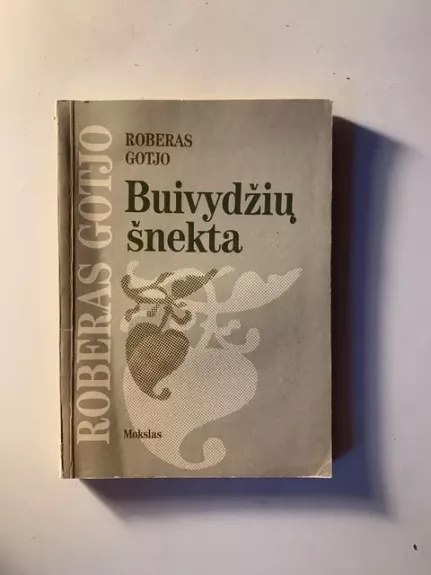 ROBERAS GOTJO
ROBERAS
GOTJO
Buivydžių
šnekta
Mokslas